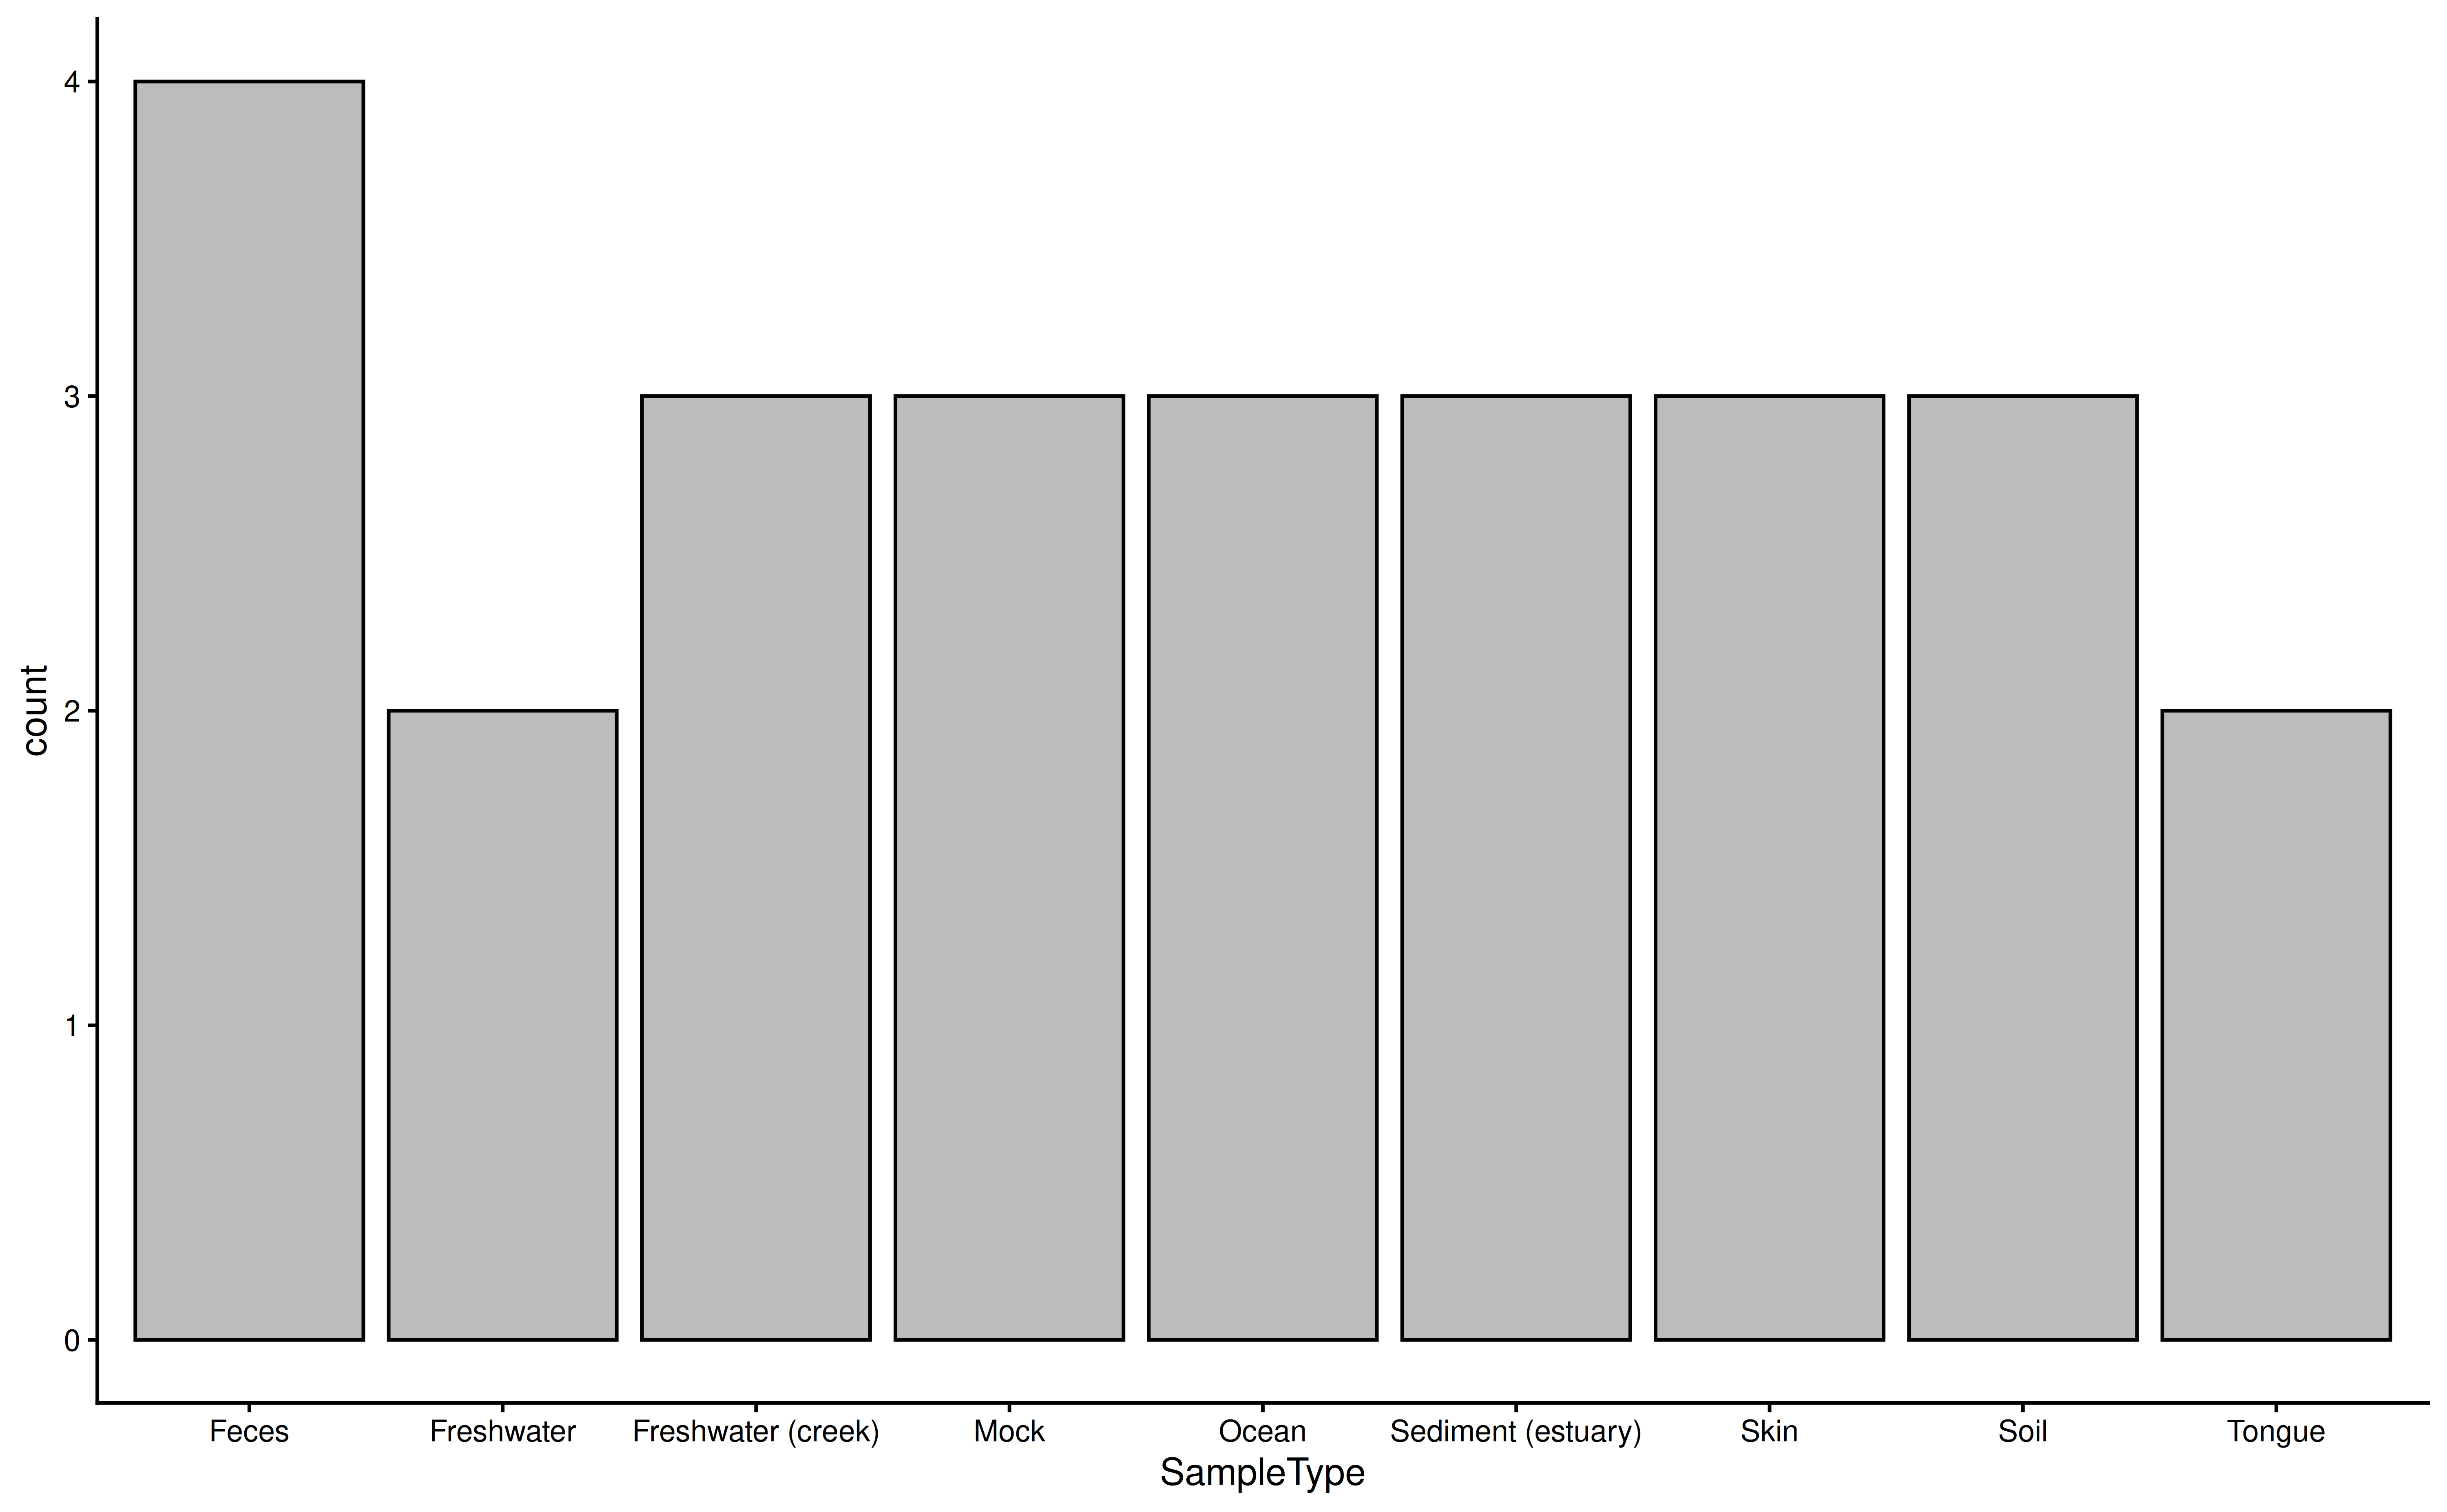 4
3
2
1
0
count
Feces Freshwater Freshwater (creek) Mock Ocean Sediment (estuary) Skin Soil Tongue
SampleType